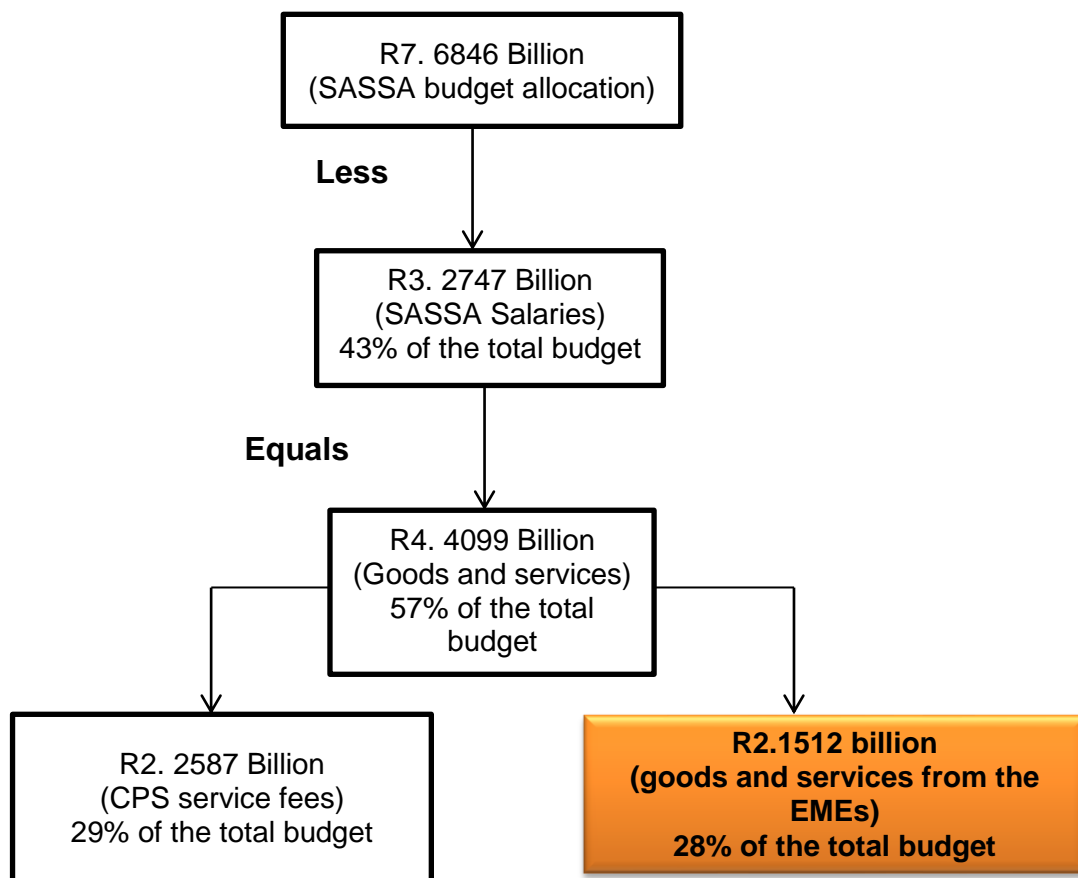 R7. 6846 Billion
(SASSA budget allocation)
Less
R3. 2747 Billion
(SASSA Salaries)
43% of the total budget
Equals
R4. 4099 Billion
(Goods and services)
57% of the total
budget
R2. 2587 Billion
(CPS service fees)
29% of the total budget
R2.1512 billion
(goods and services from the
EMEs)
28% of the total budget